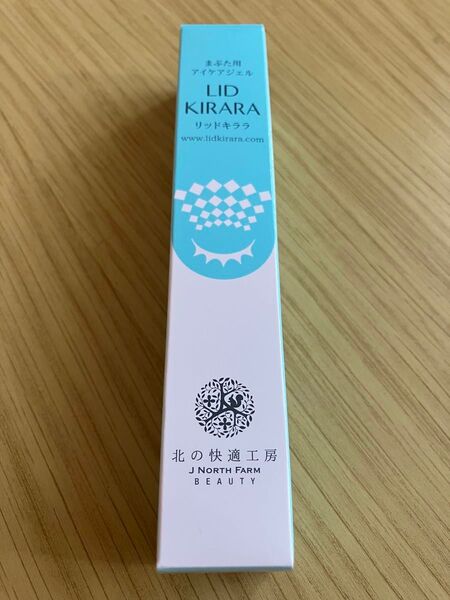 まぶた用
アイケアジェル
LID
KIRARA
リッドキララ
www.lidkirara.com
北の快適工房
J NORTH FARM
BEAUTY